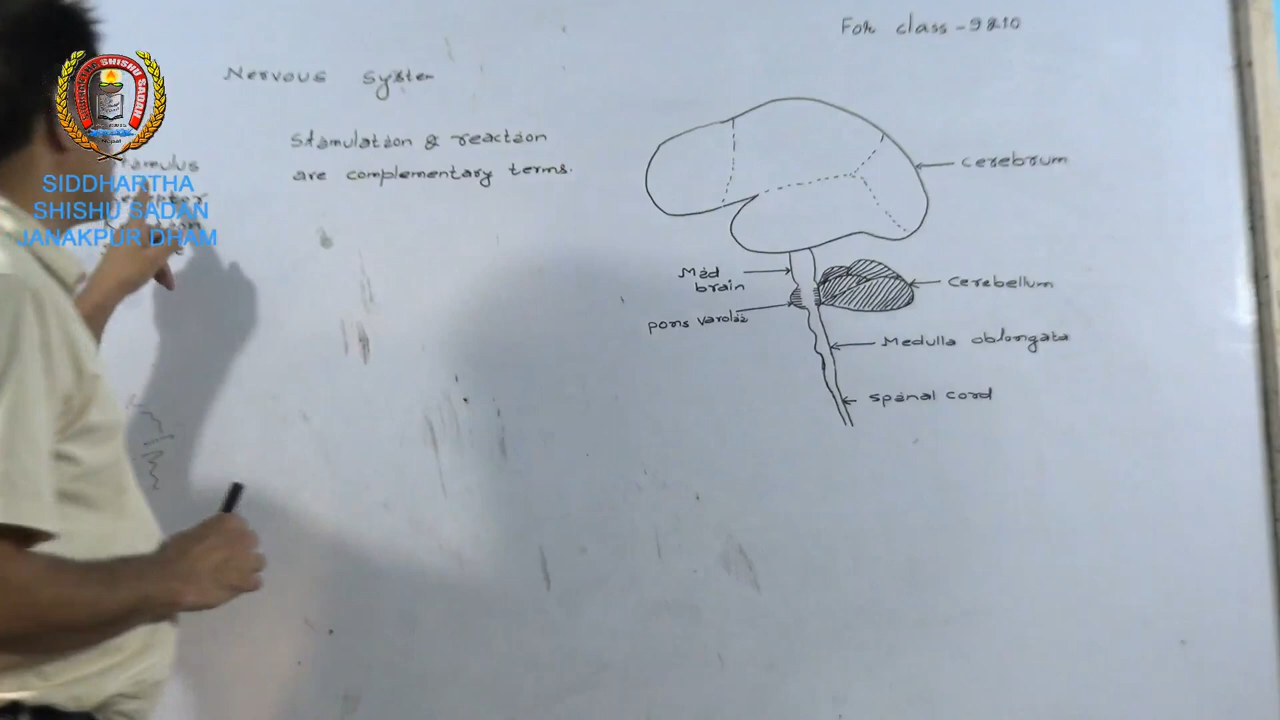 For class - 9 & 10
Nervous system
Stimulation & reaction
are complementary terms.
SIDDHARTHA
SHISHU SADAN
JANAKPUR DHAM
Nepal
cerebrum
Mid
brain
cerebellum
pons varolii
Medulla oblongata
spinal cord